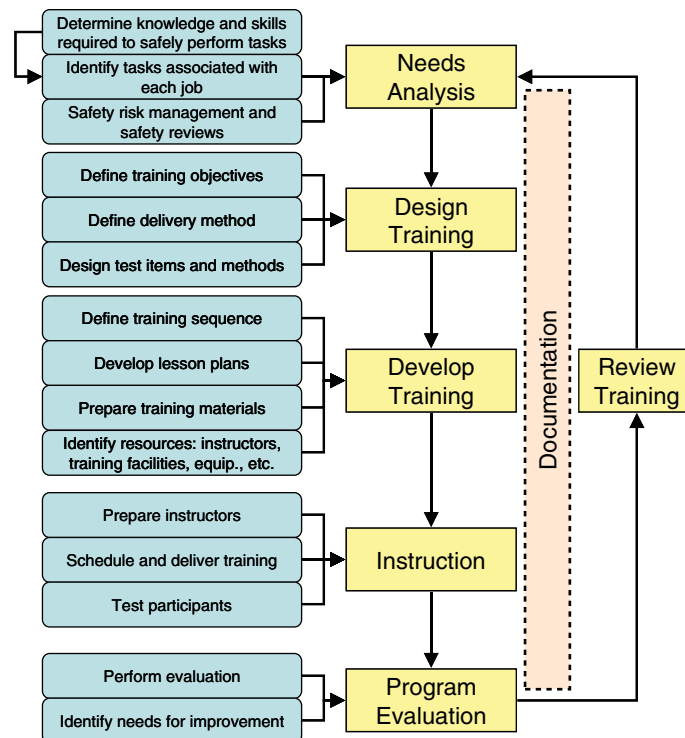 Determine knowledge and skills
required to safely perform tasks
Identify tasks associated with
each job
Safety risk management and
safety reviews
Needs
Analysis
Define training objectives
Define delivery method
Design test items and methods
Design
Training
Define training sequence
Develop lesson plans
Prepare training materials
Identify resources: instructors,
training facilities, equip., etc.
Develop
Training
Documentation
Review
Training
Prepare instructors
Schedule and deliver training
Test participants
Instruction
Perform evaluation
Identify needs for improvement
Program
Evaluation